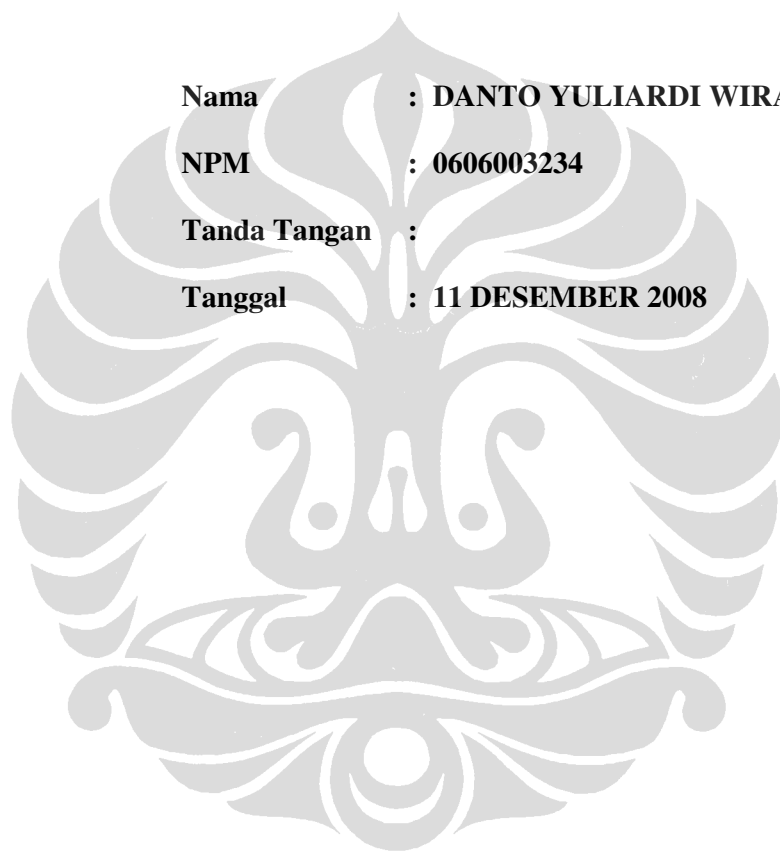 Nama : DANTO YULIARDI WIRA
NPM : 0606003234
Tanda Tangan :
Tanggal : 11 DESEMBER 2008